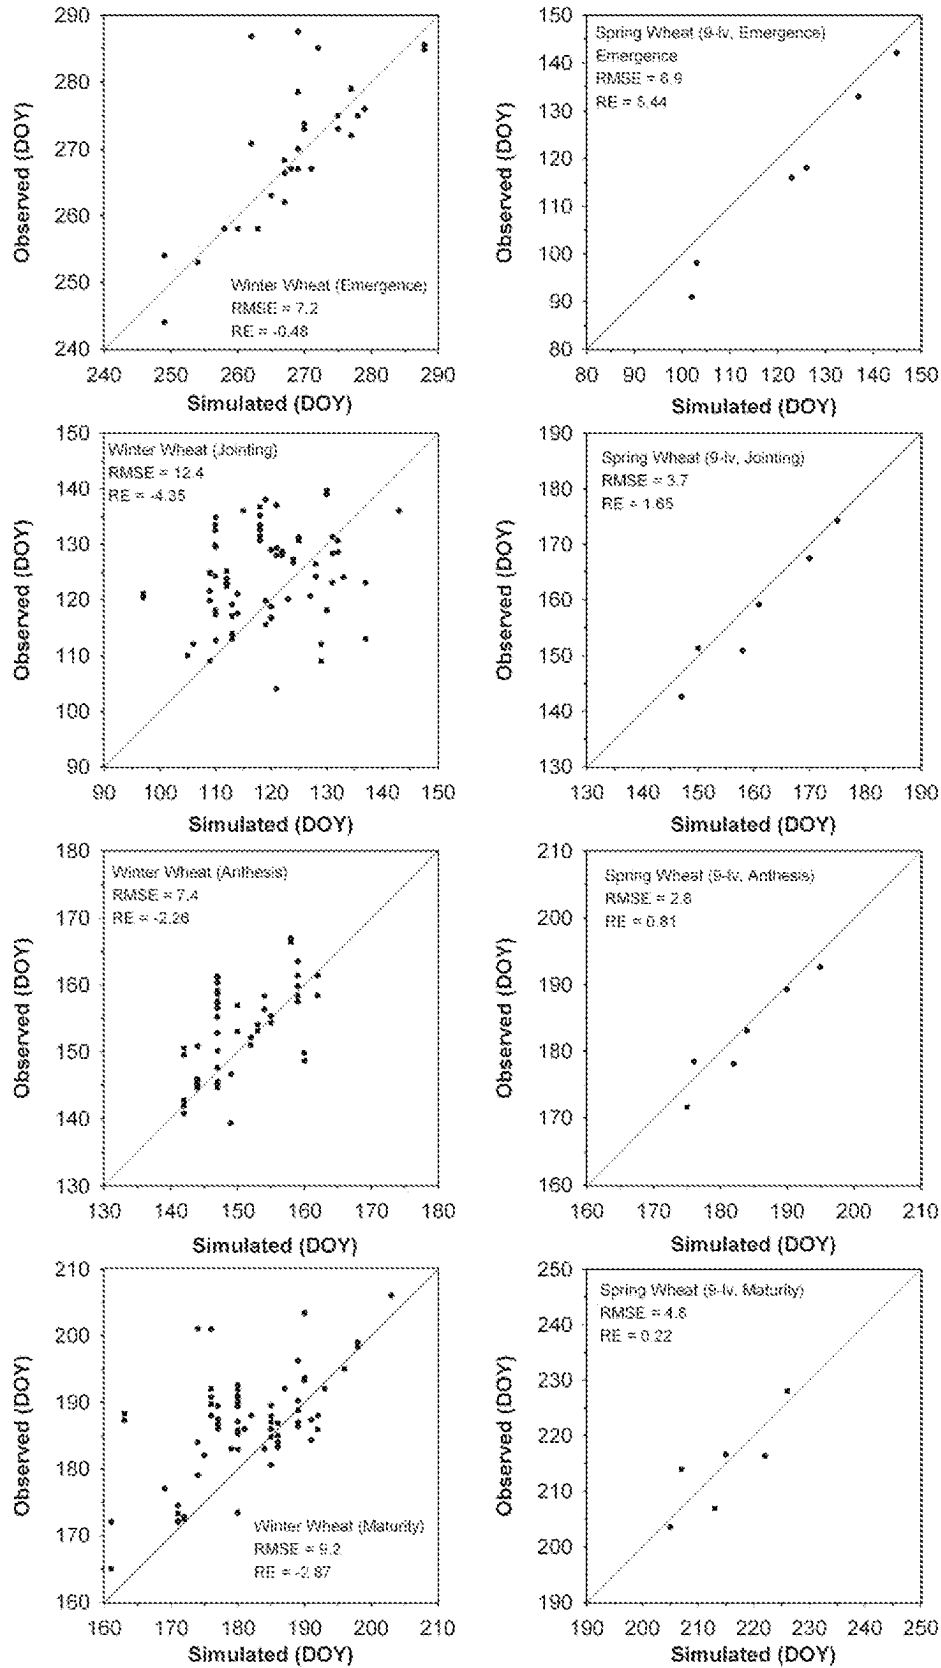 290
280
270
260
250
240
Observed (DOY)
Winter Wheat (Emergence)
RMSE = 7.2
RE = -0.48
240 250 260 270 280 290
Simulated (DOY)
150
140
130
120
110
100
90
80
Observed (DOY)
Spring Wheat (9-lv, Emergence)
Emergence
RMSE = 6.9
RE = 5.44
80 90 100 110 120 130 140 150
Simulated (DOY)
150
140
130
120
110
100
90
Observed (DOY)
Winter Wheat (Jointing)
RMSE = 12.4
RE = -4.35
90 100 110 120 130 140 150
Simulated (DOY)
190
180
170
160
150
140
130
Observed (DOY)
Spring Wheat (9-lv, Jointing)
RMSE = 3.7
RE = 1.65
130 140 150 160 170 180 190
Simulated (DOY)
180
170
160
150
140
130
Observed (DOY)
Winter Wheat (Anthesis)
RMSE = 7.4
RE = -2.26
130 140 150 160 170 180
Simulated (DOY)
210
200
190
180
170
160
Observed (DOY)
Spring Wheat (9-lv, Anthesis)
RMSE = 2.8
RE = 0.81
160 170 180 190 200 210
Simulated (DOY)
210
200
190
180
170
160
Observed (DOY)
Winter Wheat (Maturity)
RMSE = 9.2
RE = -2.87
160 170 180 190 200 210
Simulated (DOY)
250
240
230
220
210
200
190
Observed (DOY)
Spring Wheat (9-lv, Maturity)
RMSE = 4.8
RE = 0.22
190 200 210 220 230 240 250
Simulated (DOY)